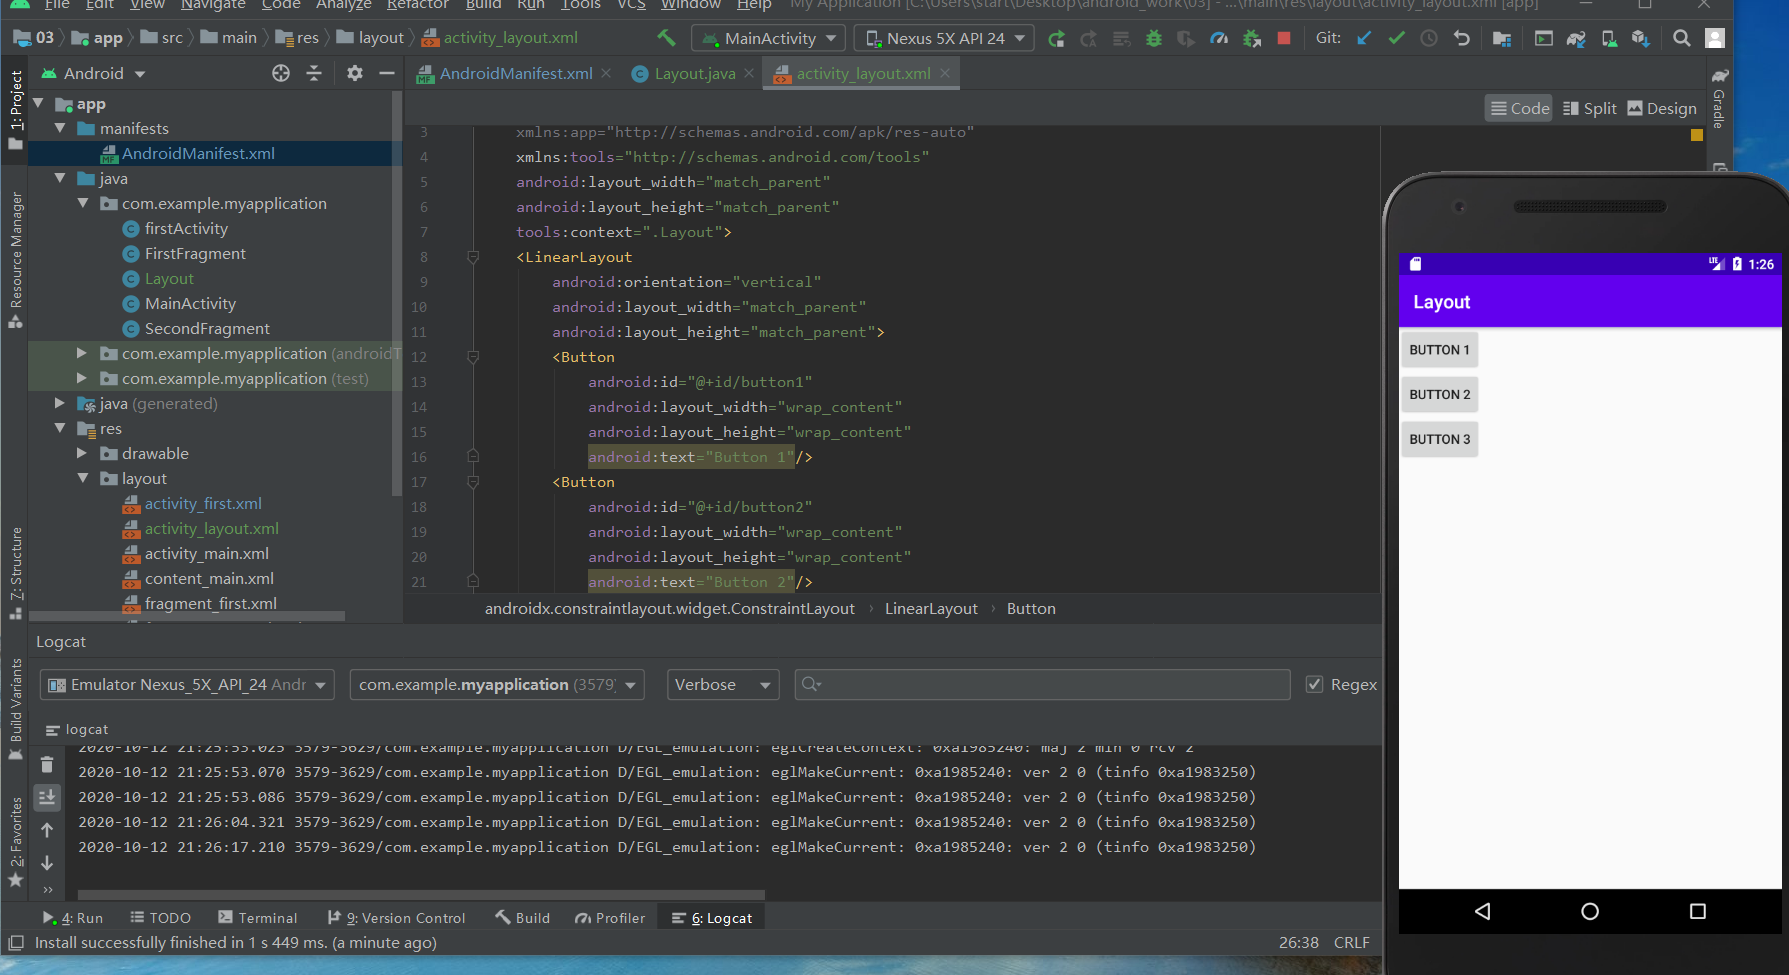 File Edit View Navigate Code Analyze Refactor Build Run Tools VCS Window Help My Application [C:\Users\start\Desktop\android_work\03] - ...\main\res\layout\activity_layout.xml [app]
03 app src main res layout activity_layout.xml MainActivity Nexus 5X API 24 Git:
Android AndroidManifest.xml Layout.java activity_layout.xml
Code Split Design
1: Project
Resource Manager
Z: Structure
Build Variants
2: Favorites
Gradle
app
manifests
AndroidManifest.xml
java
com.example.myapplication
firstActivity
FirstFragment
Layout
MainActivity
SecondFragment
com.example.myapplication (androidT
com.example.myapplication (test)
java (generated)
res
drawable
layout
activity_first.xml
activity_layout.xml
activity_main.xml
content_main.xml
fragment_first.xml
3 xmlns:app="http://schemas.android.com/apk/res-auto"
4 xmlns:tools="http://schemas.android.com/tools"
5 android:layout_width="match_parent"
6 android:layout_height="match_parent"
7 tools:context=".Layout">
8 <LinearLayout
9 android:orientation="vertical"
10 android:layout_width="match_parent"
11 android:layout_height="match_parent">
12 <Button
13 android:id="@+id/button1"
14 android:layout_width="wrap_content"
15 android:layout_height="wrap_content"
16 android:text="Button 1"/>
17 <Button
18 android:id="@+id/button2"
19 android:layout_width="wrap_content"
20 android:layout_height="wrap_content"
21 android:text="Button 2"/>
androidx.constraintlayout.widget.ConstraintLayout › LinearLayout › Button
LTE 1:26
Layout
BUTTON 1
BUTTON 2
BUTTON 3
Logcat
Emulator Nexus_5X_API_24 Andr com.example.myapplication (3579) Verbose Regex
logcat
2020-10-12 21:25:53.025 3579-3629/com.example.myapplication D/EGL_emulation: eglCreateContext: 0xa1985240: maj 2 min 0 rcv 2
2020-10-12 21:25:53.070 3579-3629/com.example.myapplication D/EGL_emulation: eglMakeCurrent: 0xa1985240: ver 2 0 (tinfo 0xa1983250)
2020-10-12 21:25:53.086 3579-3629/com.example.myapplication D/EGL_emulation: eglMakeCurrent: 0xa1985240: ver 2 0 (tinfo 0xa1983250)
2020-10-12 21:26:04.321 3579-3629/com.example.myapplication D/EGL_emulation: eglMakeCurrent: 0xa1985240: ver 2 0 (tinfo 0xa1983250)
2020-10-12 21:26:17.210 3579-3629/com.example.myapplication D/EGL_emulation: eglMakeCurrent: 0xa1985240: ver 2 0 (tinfo 0xa1983250)
4: Run TODO Terminal 9: Version Control Build Profiler 6: Logcat
Install successfully finished in 1 s 449 ms. (a minute ago) 26:38 CRLF